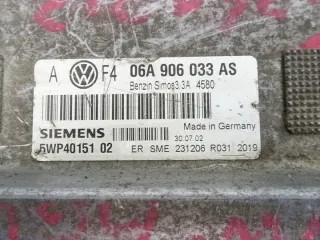 A F4 06A 906 033 AS
Benzin Simos3.3A 4580
SIEMENS Made in Germany
30.07.02
5WP40151 02 ER SME 231206 R031 2019